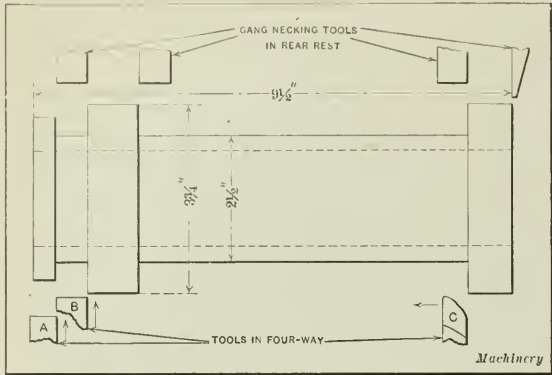 GANG NECKING TOOLS
IN REAR REST
9½"
3¾"
2½"
B
A
C
TOOLS IN FOUR-WAY
Machinery